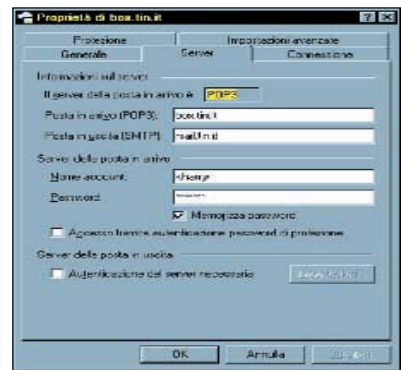 Proprietà di box.tin.it
Protezione Impostazioni avanzate
Generale Server Connessione
Informazioni sul server
Il server della posta in arrivo è POP3
Posta in arrivo (POP3): box.tin.it
Posta in uscita (SMTP): mail.tin.it
Server della posta in arrivo
Nome account:
Password: *******
Memorizza password
Accesso tramite autenticazione password di protezione
Server della posta in uscita
Autenticazione del server necessaria
OK Annulla